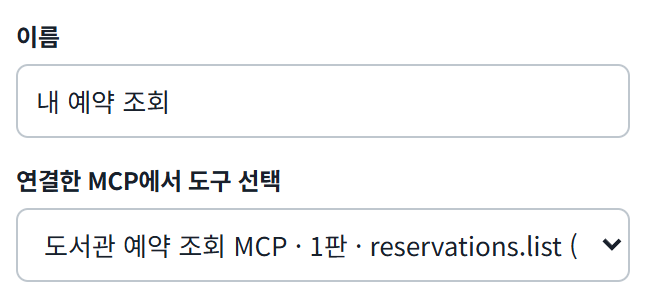 이름
내 예약 조회
연결한 MCP에서 도구 선택
도서관 예약 조회 MCP · 1판 · reservations.list (